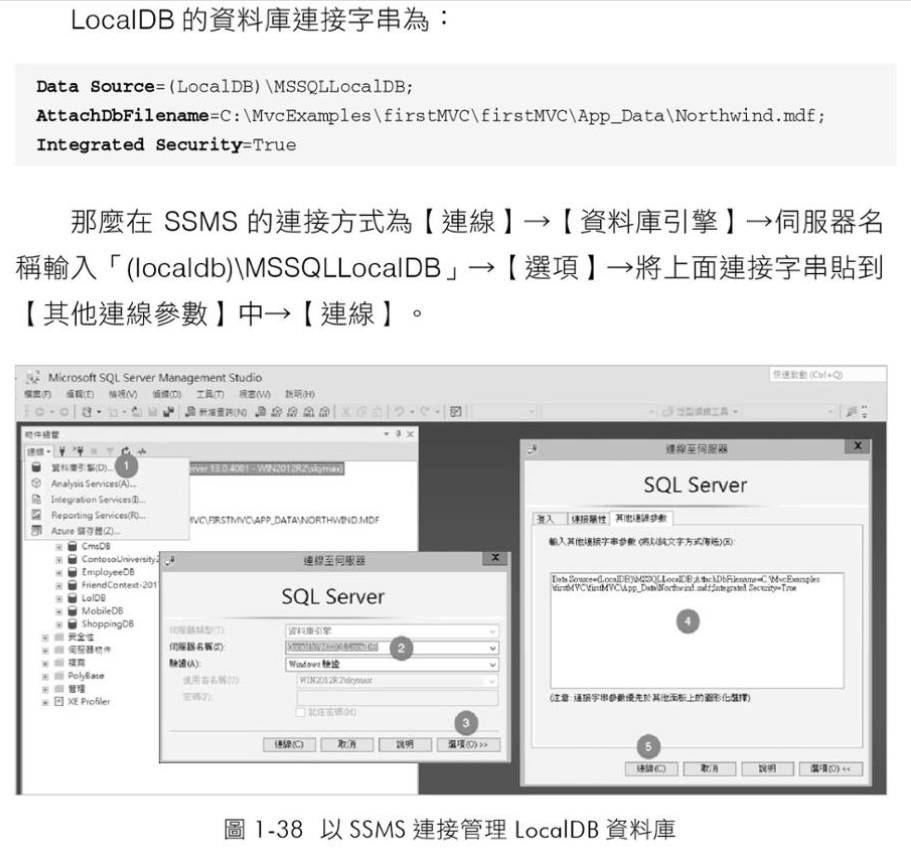 LocalDB 的資料庫連接字串為：
Data Source=(LocalDB)\MSSQLLocalDB;
AttachDbFilename=C:\MvcExamples\firstMVC\firstMVC\App_Data\Northwind.mdf;
Integrated Security=True
那麼在 SSMS 的連接方式為【連線】→【資料庫引擎】→伺服器名
稱輸入「(localdb)\MSSQLLocalDB」→【選項】→將上面連接字串貼到
【其他連線參數】中→【連線】。
Microsoft SQL Server Management Studio
快速啟動 (Ctrl+Q)
檔案(F) 編輯(E) 檢視(V) 偵錯(D) 工具(T) 視窗(W) 說明(H)
新增查詢(N)
泛型偵錯工具
物件總管
連線
資料庫引擎(D)...
1
erver 13.0.4001 - WIN2012R2\skymax)
Analysis Services(A)...
Integration Services(I)...
Reporting Services(R)...
Azure 儲存體(Z)...
MVC\FIRSTMVC\APP_DATA\NORTHWIND.MDF
CmsDB
ContosoUniversity
EmployeeDB
FriendContext-201
LolDB
MobileDB
ShoppingDB
安全性
伺服器物件
複寫
PolyBase
管理
XE Profiler
連線至伺服器
X
SQL Server
伺服器類型(T):
資料庫引擎
伺服器名稱(S):
2
驗證(A):
Windows 驗證
使用者名稱(U):
WIN2012R2\skymax
密碼(P):
記住密碼(M)
3
連線(C)
取消
說明
選項(O) >>
連線至伺服器
X
SQL Server
登入
連接屬性
其他連線參數
輸入其他連接字串參數 (將以純文字方式傳送)(E):
Data Source=(LocalDB)\MSSQLLocalDB;AttachDbFilename=C:\MvcExamples
\firstMVC\firstMVC\App_Data\Northwind.mdf;Integrated Security=True
4
(注意: 連接字串參數優先於其他面板上的圖形化選擇)
5
連線(C)
取消
說明
選項(O) <<
圖 1-38 以 SSMS 連接管理 LocalDB 資料庫